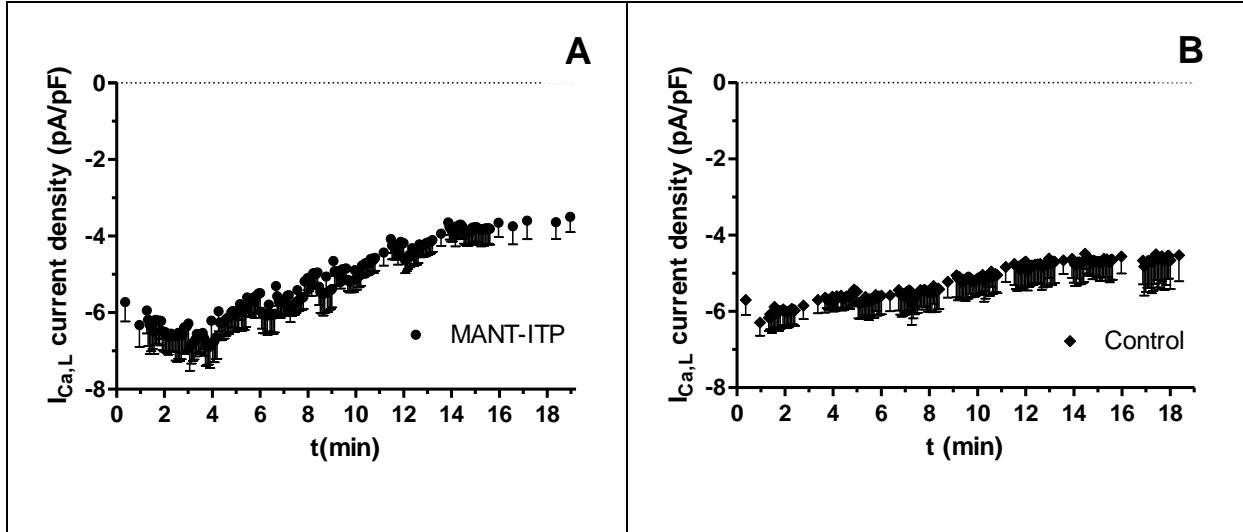 A
I_Ca,L current density (pA/pF)
0
-2
-4
-6
-8
MANT-ITP
0 2 4 6 8 10 12 14 16 18
t(min)
B
I_Ca,L current density (pA/pF)
0
-2
-4
-6
-8
Control
0 2 4 6 8 10 12 14 16 18
t (min)